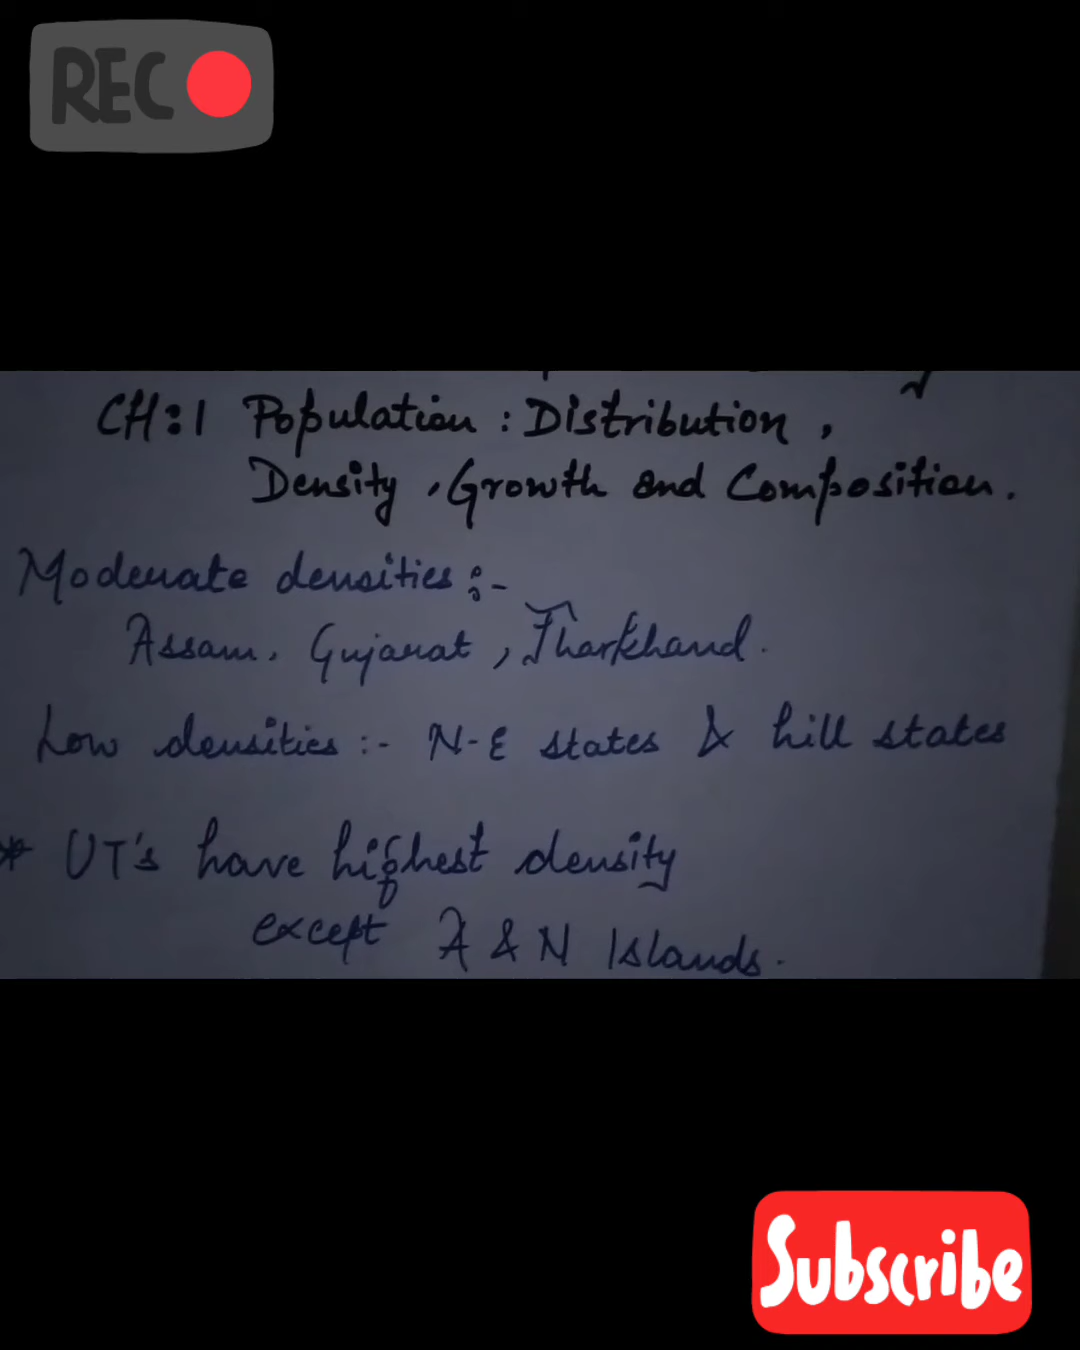 REC
CH:1 Population : Distribution,
Density, Growth and Composition.
Moderate densities :-
Assam, Gujarat, Jharkhand.
Low densities :- N-E states & hill states
* UT's have highest density
except A & N Islands.
Subscribe